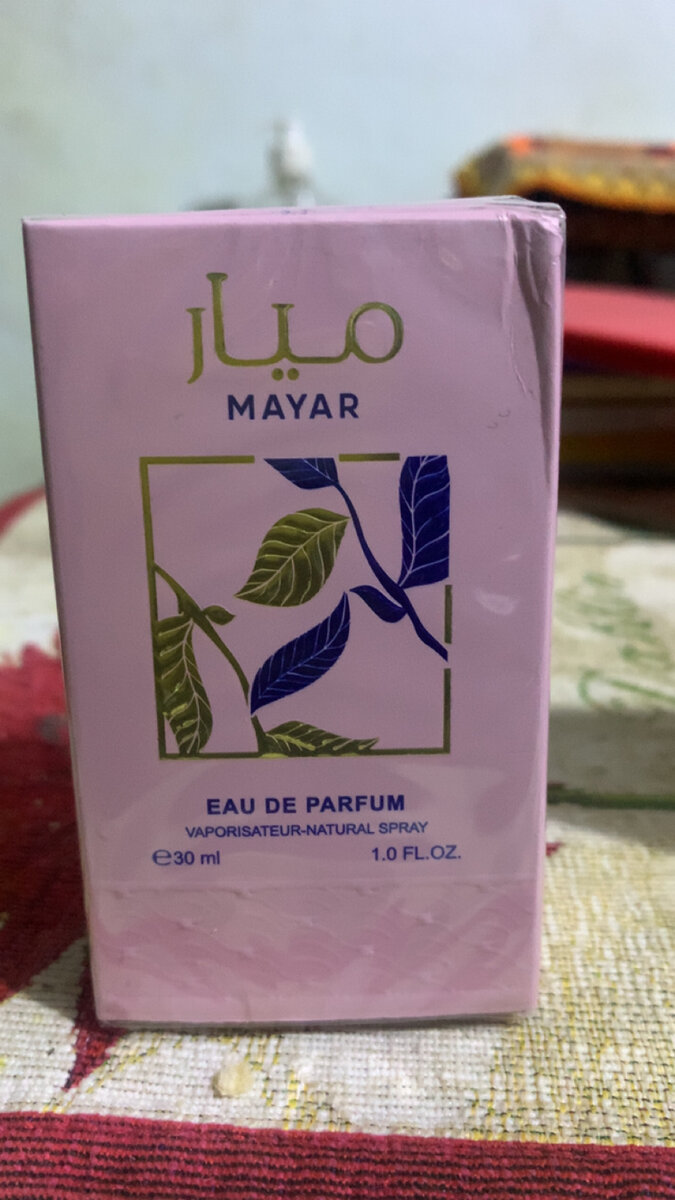 ميار
MAYAR
EAU DE PARFUM
VAPORISATEUR-NATURAL SPRAY
℮30 ml 1.0 FL.OZ.